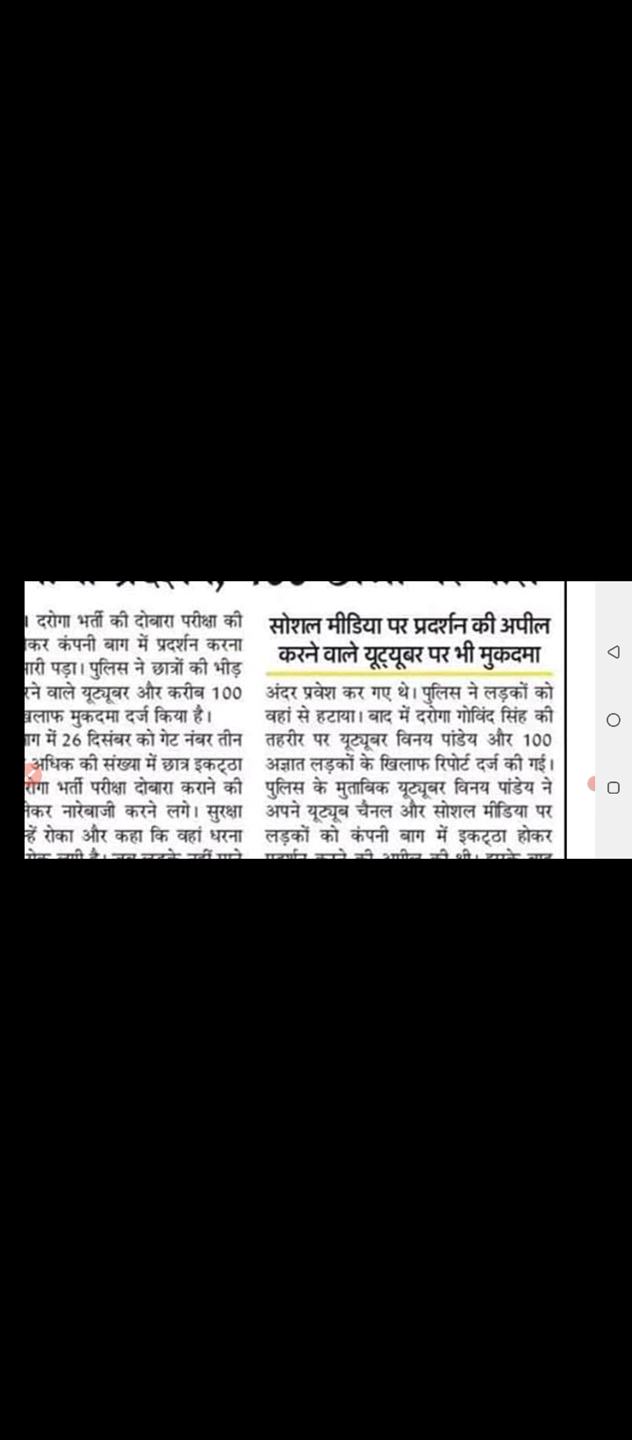 । दरोगा भर्ती की दोबारा परीक्षा की
कर कंपनी बाग में प्रदर्शन करना
पड़ा। पुलिस ने छात्रों की भीड़
वाले यूट्यूबर और करीब 100
खिलाफ मुकदमा दर्ज किया है।
में 26 दिसंबर को गेट नंबर तीन
अधिक की संख्या में छात्र इकट्ठा
भर्ती परीक्षा दोबारा कराने की
नारेबाजी करने लगे। सुरक्षा
रोका और कहा कि वहां धरना
सोशल मीडिया पर प्रदर्शन की अपील
करने वाले यूट्यूबर पर भी मुकदमा
अंदर प्रवेश कर गए थे। पुलिस ने लड़कों को
वहां से हटाया। बाद में दरोगा गोविंद सिंह की
तहरीर पर यूट्यूबर विनय पांडेय और 100
अज्ञात लड़कों के खिलाफ रिपोर्ट दर्ज की गई।
पुलिस के मुताबिक यूट्यूबर विनय पांडेय ने
अपने यूट्यूब चैनल और सोशल मीडिया पर
लड़कों को कंपनी बाग में इकट्ठा होकर